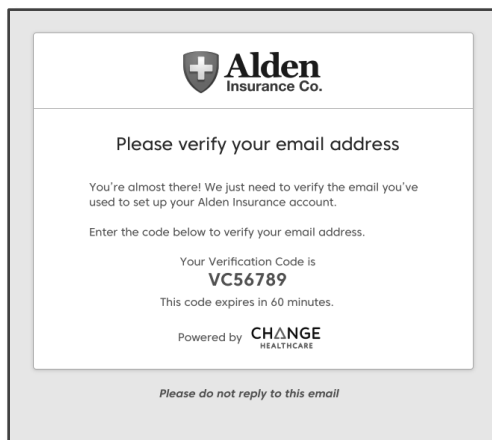 Alden
Insurance Co.
Please verify your email address
You're almost there! We just need to verify the email you've
used to set up your Alden Insurance account.
Enter the code below to verify your email address.
Your Verification Code is
VC56789
This code expires in 60 minutes.
Powered by CHANGE
HEALTHCARE
Please do not reply to this email